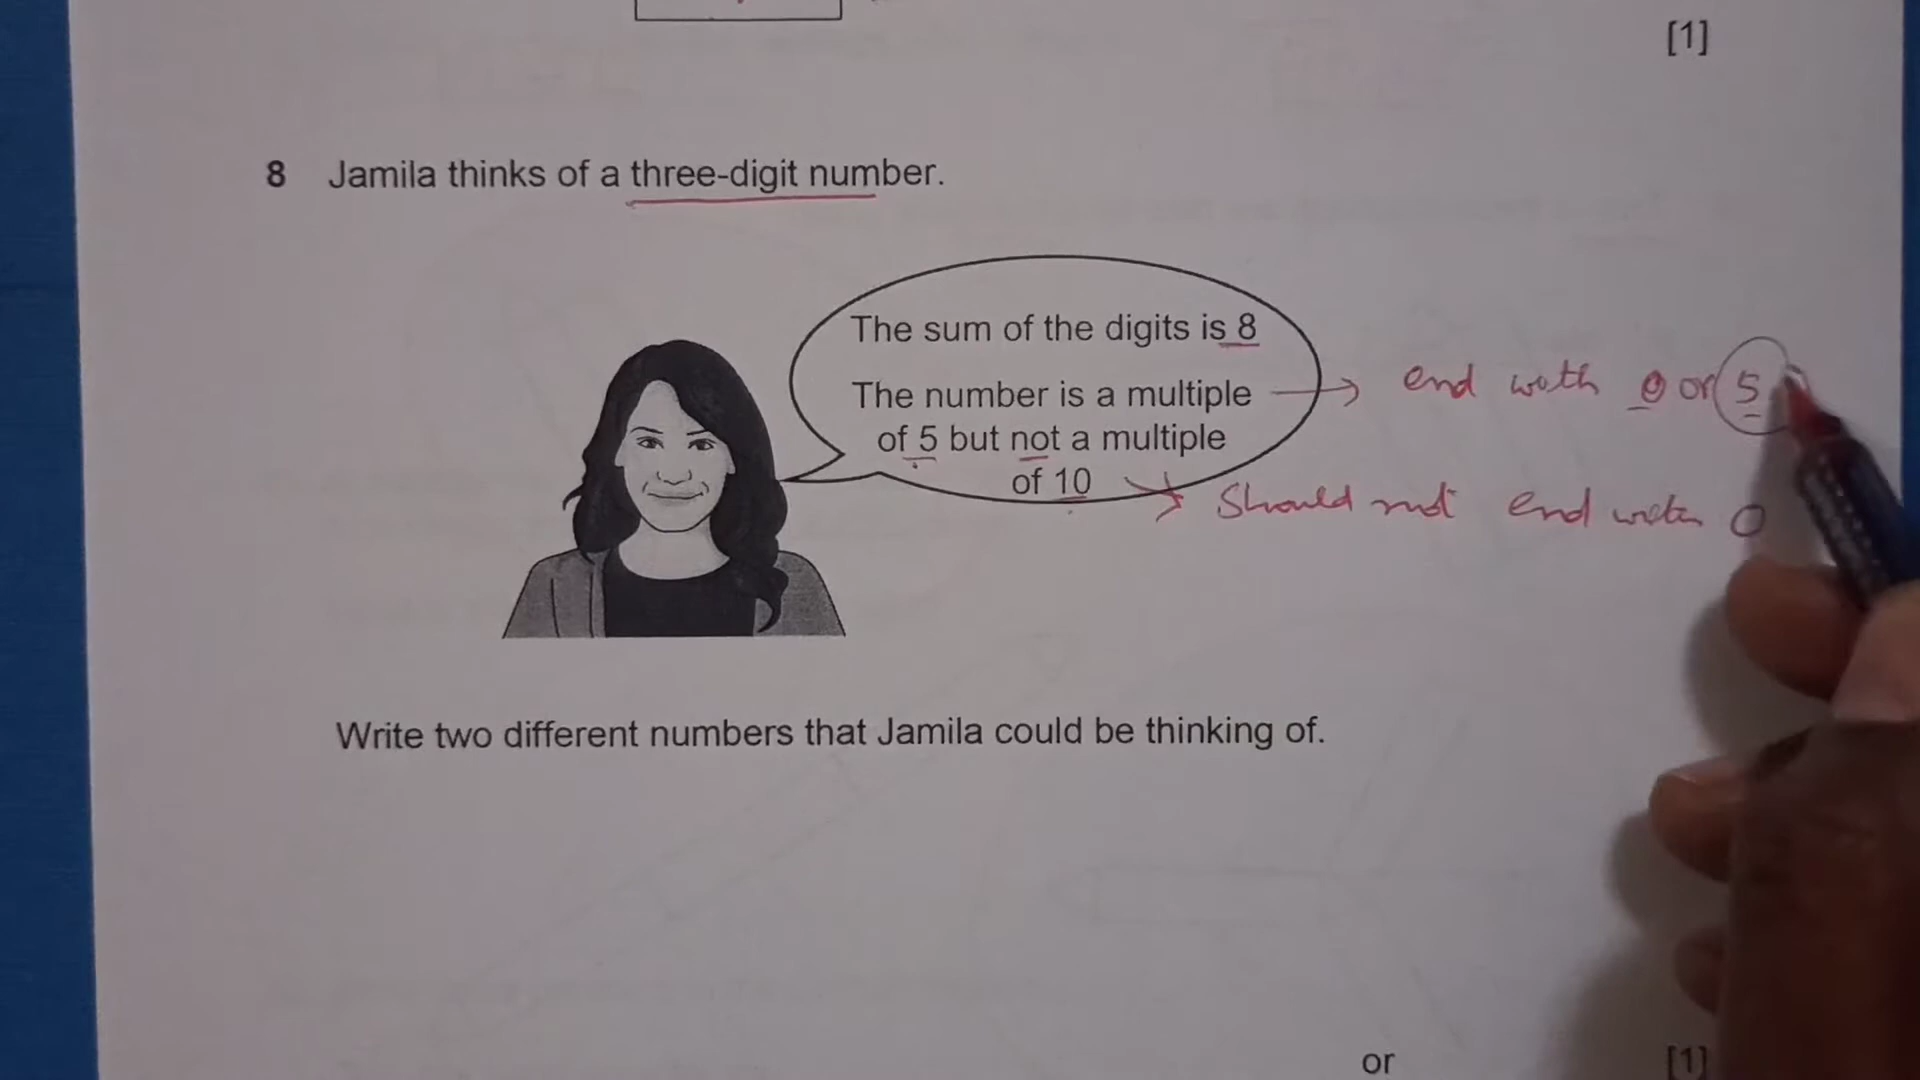 [1]
8 Jamila thinks of a three-digit number.
The sum of the digits is 8
The number is a multiple → end with 0 or 5
of 5 but not a multiple
of 10 → Should not end with 0
Write two different numbers that Jamila could be thinking of.
or [1]